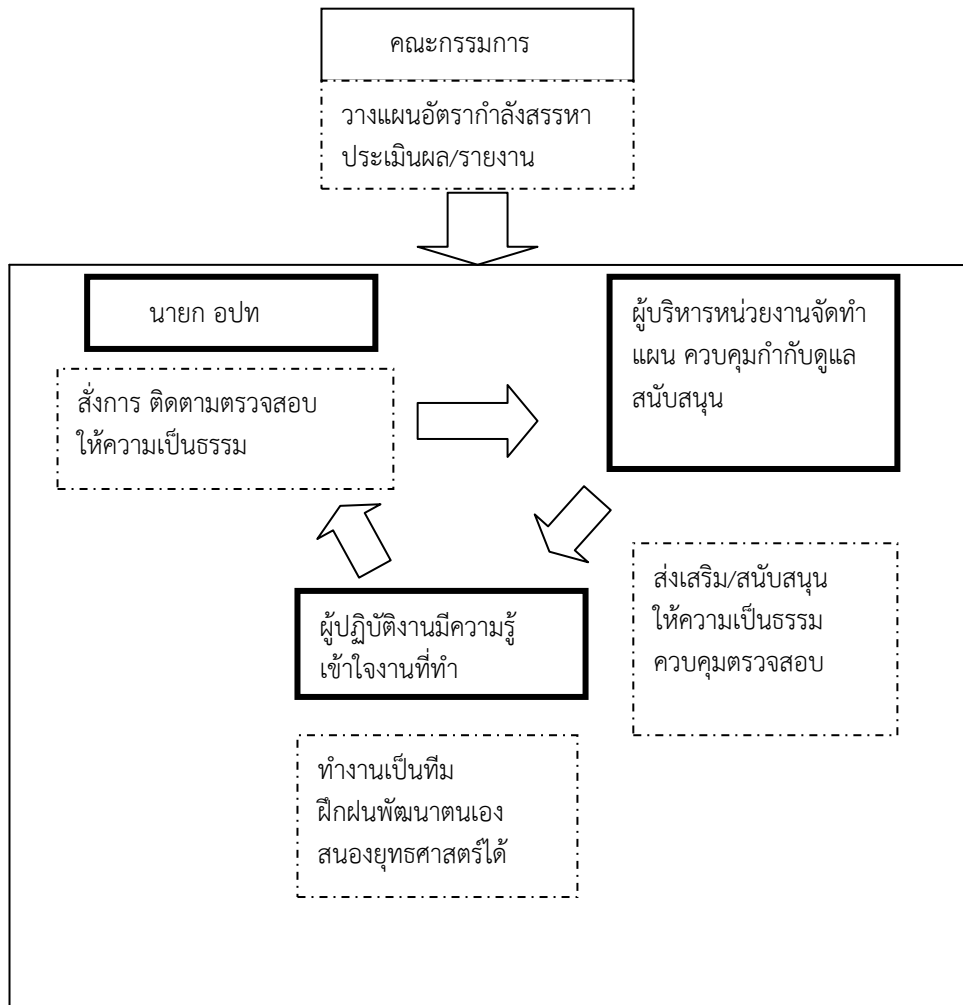 คณะกรรมการ
วางแผนอัตรากำลังสรรหา
ประเมินผล/รายงาน
นายก อปท
สั่งการ ติดตามตรวจสอบ
ให้ความเป็นธรรม
ผู้บริหารหน่วยงานจัดทำ
แผน ควบคุมกำกับดูแล
สนับสนุน
ส่งเสริม/สนับสนุน
ให้ความเป็นธรรม
ควบคุมตรวจสอบ
ผู้ปฏิบัติงานมีความรู้
เข้าใจงานที่ทำ
ทำงานเป็นทีม
ฝึกฝนพัฒนาตนเอง
สนองยุทธศาสตร์ได้